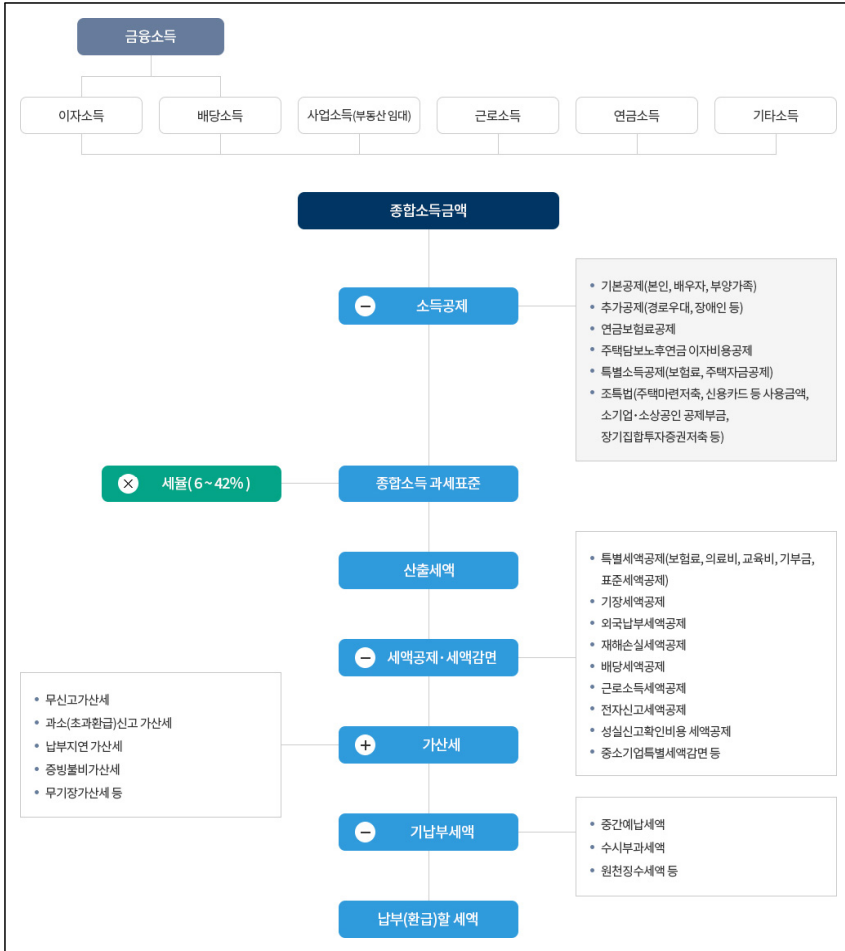 금융소득
이자소득
배당소득
사업소득(부동산 임대)
근로소득
연금소득
기타소득
종합소득금액
소득공제
• 기본공제(본인, 배우자, 부양가족)
• 추가공제(경로우대, 장애인 등)
• 연금보험료공제
• 주택담보노후연금 이자비용공제
• 특별소득공제(보험료, 주택자금공제)
• 조특법(주택마련저축, 신용카드 등 사용금액,
소기업·소상공인 공제부금,
장기집합투자증권저축 등)
세율( 6 ~ 42% )
종합소득 과세표준
산출세액
• 특별세액공제(보험료, 의료비, 교육비, 기부금,
표준세액공제)
• 기장세액공제
• 외국납부세액공제
• 재해손실세액공제
• 배당세액공제
• 근로소득세액공제
• 전자신고세액공제
• 성실신고확인비용 세액공제
• 중소기업특별세액감면 등
세액공제·세액감면
• 무신고가산세
• 과소(초과환급)신고 가산세
• 납부지연 가산세
• 증빙불비가산세
• 무기장가산세 등
가산세
기납부세액
• 중간예납세액
• 수시부과세액
• 원천징수세액 등
납부(환급)할 세액